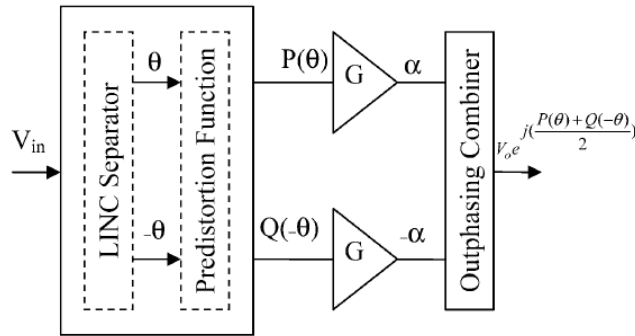 V_in
LINC Separator
θ
-θ
Predistortion Function
P(θ)
Q(-θ)
G
G
α
-α
Outphasing Combiner
V_o e^{j(\frac{P(θ)+Q(-θ)}{2})}